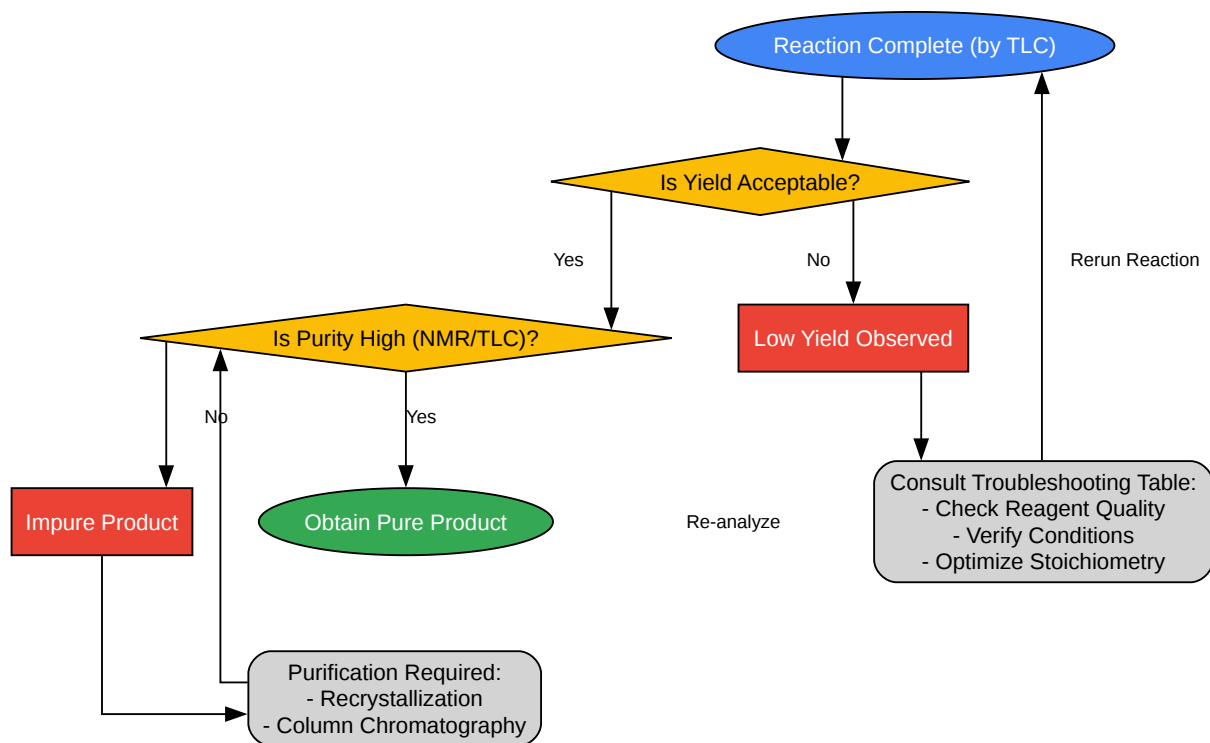 Reaction Complete (by TLC)
Is Yield Acceptable?
Yes
No
Rerun Reaction
Is Purity High (NMR/TLC)?
Low Yield Observed
No
Yes
Impure Product
Obtain Pure Product
Re-analyze
Consult Troubleshooting Table:
- Check Reagent Quality
- Verify Conditions
- Optimize Stoichiometry
Purification Required:
- Recrystallization
- Column Chromatography